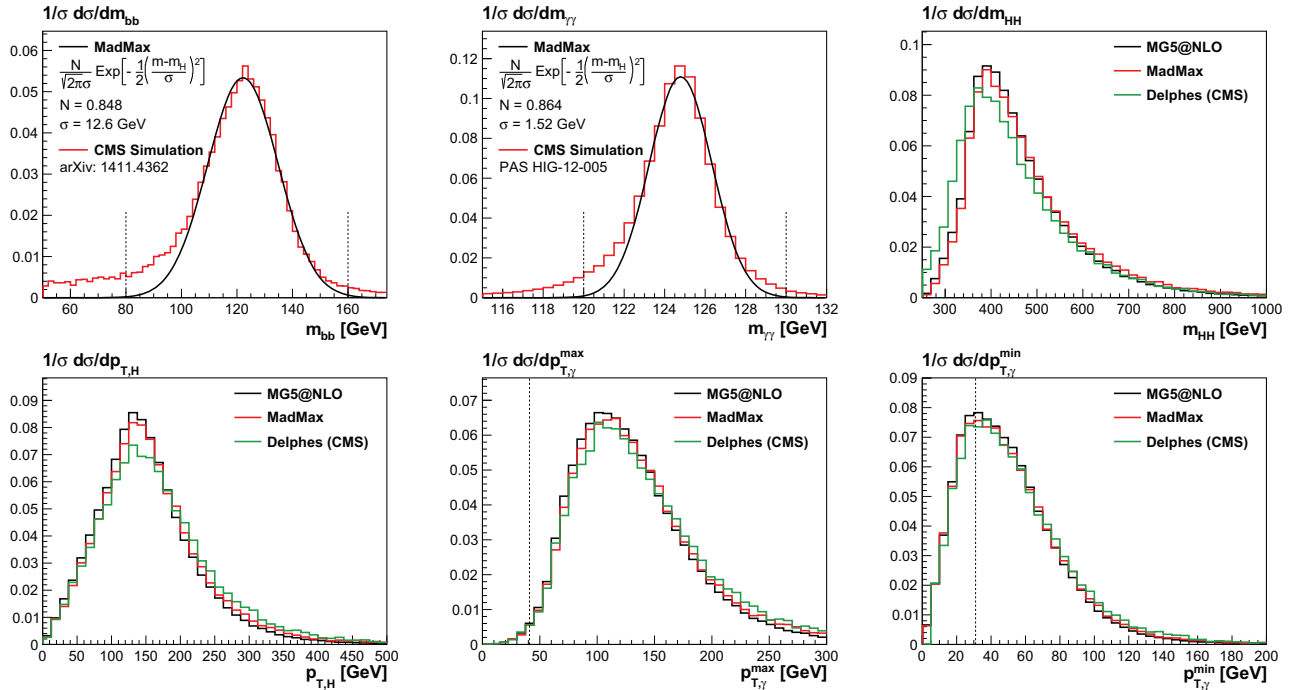 1/σ dσ/dm_bb
0.06
0.05
0.04
0.03
0.02
0.01
0
MadMax
N/√2πσ Exp[-1/2(m-m_H/σ)²]
N = 0.848
σ = 12.6 GeV
CMS Simulation
arXiv: 1411.4362
60 80 100 120 140 160
m_bb [GeV]
1/σ dσ/dm_γγ
0.12
0.10
0.08
0.06
0.04
0.02
0
MadMax
N/√2πσ Exp[-1/2(m-m_H/σ)²]
N = 0.864
σ = 1.52 GeV
CMS Simulation
PAS HIG-12-005
116 118 120 122 124 126 128 130 132
m_γγ [GeV]
1/σ dσ/dm_HH
0.1
0.08
0.06
0.04
0.02
0
MG5@NLO
MadMax
Delphes (CMS)
300 400 500 600 700 800 900 1000
m_HH [GeV]
1/σ dσ/dp_T,H
0.1
0.09
0.08
0.07
0.06
0.05
0.04
0.03
0.02
0.01
0
MG5@NLO
MadMax
Delphes (CMS)
0 50 100 150 200 250 300 350 400 450 500
p_T,H [GeV]
1/σ dσ/dp_T,γ^max
0.07
0.06
0.05
0.04
0.03
0.02
0.01
0
MG5@NLO
MadMax
Delphes (CMS)
0 50 100 150 200 250 300
p_T,γ^max [GeV]
1/σ dσ/dp_T,γ^min
0.09
0.08
0.07
0.06
0.05
0.04
0.03
0.02
0.01
0.00
MG5@NLO
MadMax
Delphes (CMS)
0 20 40 60 80 100 120 140 160 180 200
p_T,γ^min [GeV]